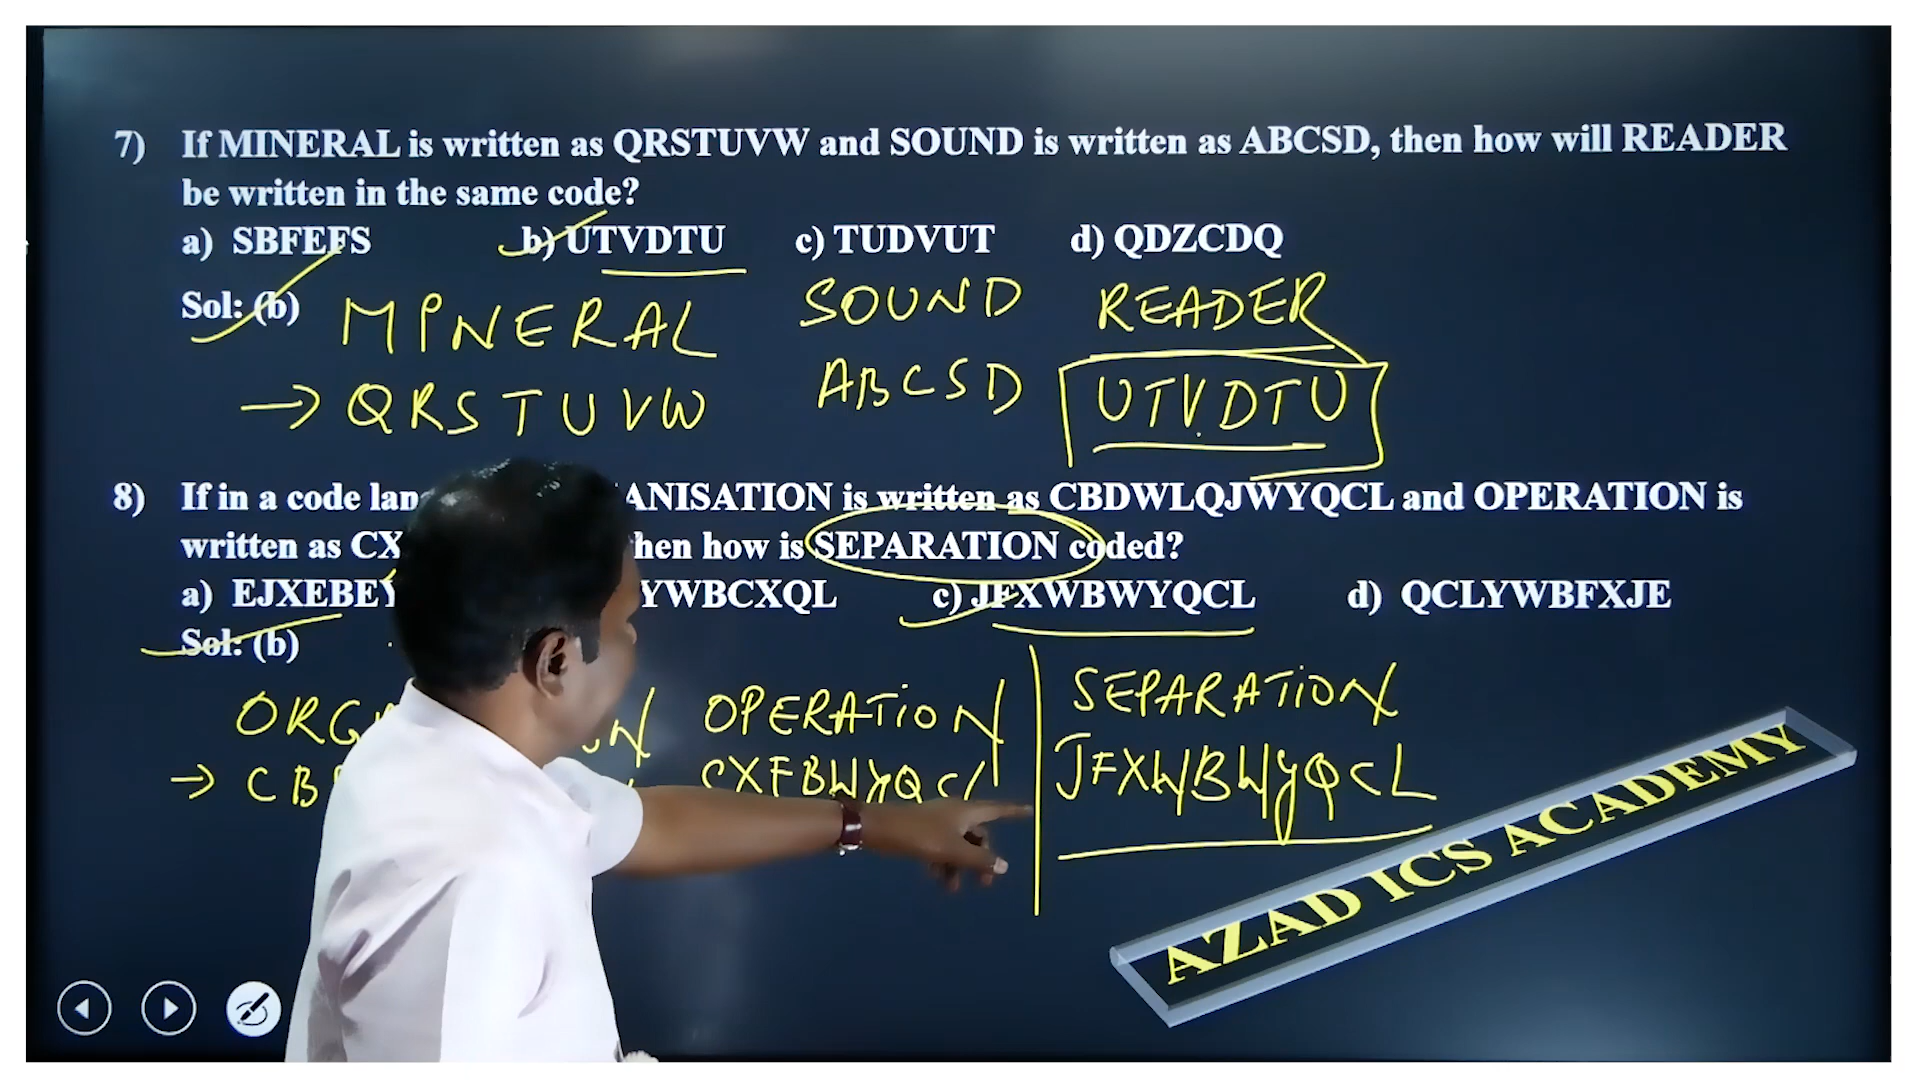 7) If MINERAL is written as QRSTUVW and SOUND is written as ABCSD, then how will READER
be written in the same code?
a) SBFEFS b) UTVDTU c) TUDVUT d) QDZCDQ
Sol: (b)
MINERAL SOUND READER
→ QRSTUVW ABCSD UTVDTU
8) If in a code lan ANISATION is written as CBDWLQJWYQCL and OPERATION is
written as CX hen how is SEPARATION coded?
a) EJXEBEY YWBCXQL c) JFXWBWYQCL d) QCLYWBFXJE
Sol: (b)
ORG ON OPERATION SEPARATION
→ CB CXFBWYQCL JFXWBWYQCL
AZAD ICS ACADEMY